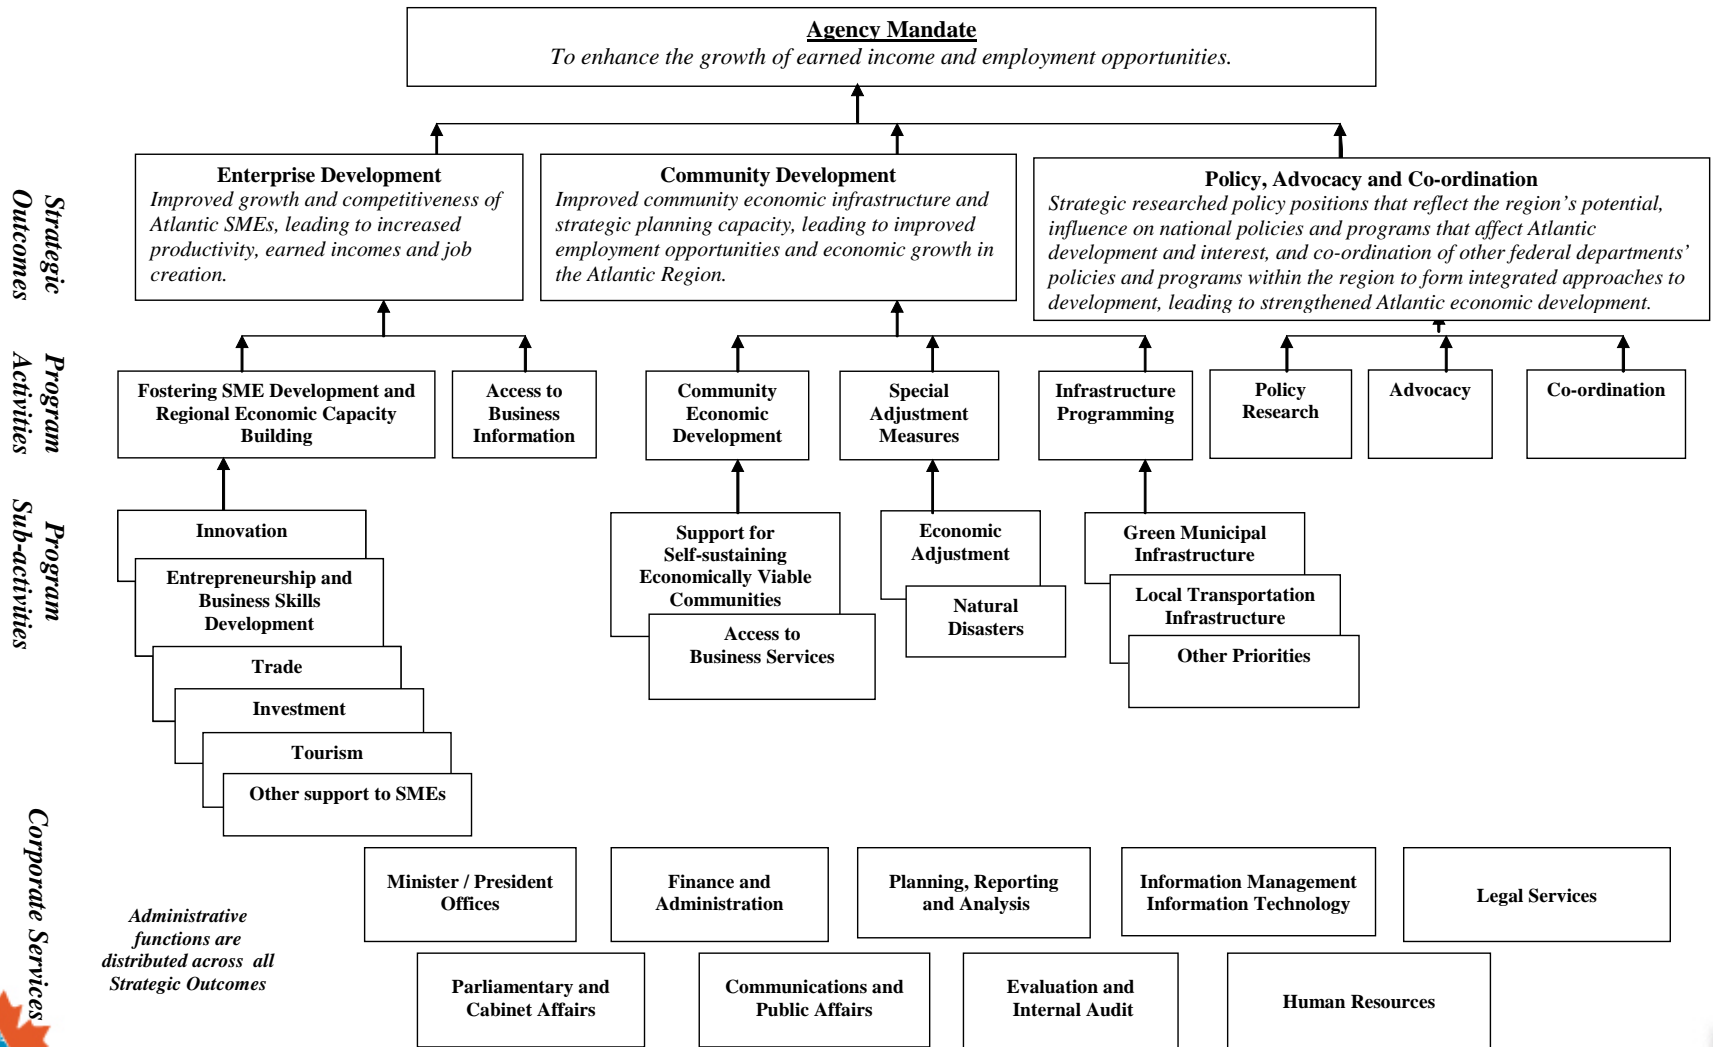 Agency Mandate
To enhance the growth of earned income and employment opportunities.
Strategic
Outcomes
Enterprise Development
Improved growth and competitiveness of
Atlantic SMEs, leading to increased
productivity, earned incomes and job
creation.
Community Development
Improved community economic infrastructure and
strategic planning capacity, leading to improved
employment opportunities and economic growth in
the Atlantic Region.
Policy, Advocacy and Co-ordination
Strategic researched policy positions that reflect the region’s potential,
influence on national policies and programs that affect Atlantic
development and interest, and co-ordination of other federal departments’
policies and programs within the region to form integrated approaches to
development, leading to strengthened Atlantic economic development.
Program
Activities
Fostering SME Development and
Regional Economic Capacity
Building
Access to
Business
Information
Community
Economic
Development
Special
Adjustment
Measures
Infrastructure
Programming
Policy
Research
Advocacy
Co-ordination
Program
Sub-activities
Innovation
Entrepreneurship and
Business Skills
Development
Trade
Investment
Tourism
Other support to SMEs
Support for
Self-sustaining
Economically Viable
Communities
Access to
Business Services
Economic
Adjustment
Natural
Disasters
Green Municipal
Infrastructure
Local Transportation
Infrastructure
Other Priorities
Corporate Services
Administrative
functions are
distributed across all
Strategic Outcomes
Minister / President
Offices
Finance and
Administration
Planning, Reporting
and Analysis
Information Management
Information Technology
Legal Services
Parliamentary and
Cabinet Affairs
Communications and
Public Affairs
Evaluation and
Internal Audit
Human Resources